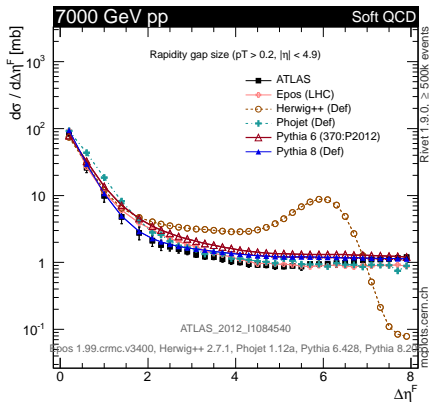 7000 GeV pp Soft QCD
Rapidity gap size (pT > 0.2, |η| < 4.9)
ATLAS
Epos (LHC)
Herwig++ (Def)
Phojet (Def)
Pythia 6 (370:P2012)
Pythia 8 (Def)
dσ / dΔη^F [mb]
10³
10²
10
1
10⁻¹
0 2 4 6 8
Δη^F
ATLAS_2012_I1084540
Epos 1.99.crmc.v3400, Herwig++ 2.7.1, Phojet 1.12a, Pythia 6.428, Pythia
Rivet 1.9.0, ≥ 500k events
mcplots.cern.ch